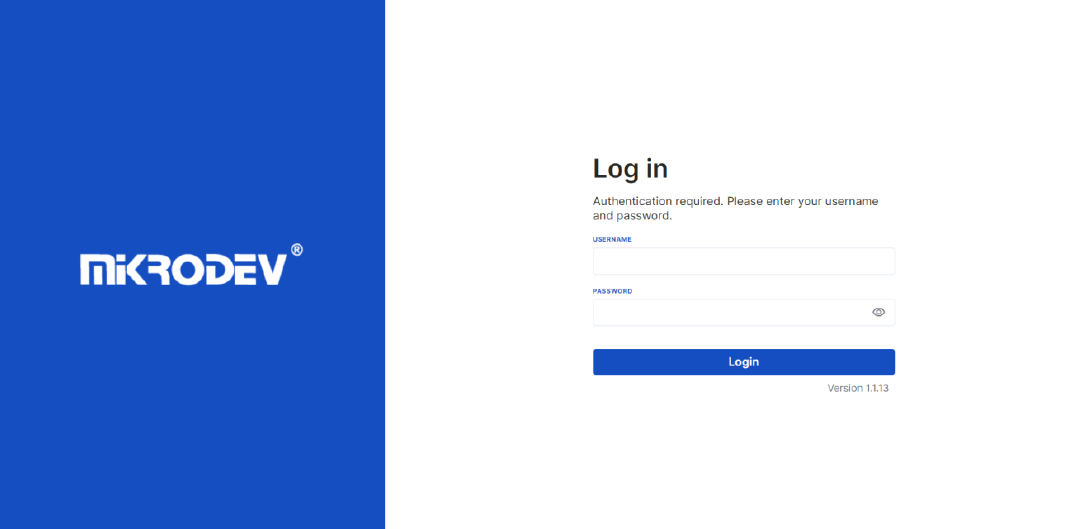 MIKRODEV®
Log in
Authentication required. Please enter your username
and password.
USERNAME
PASSWORD
Login
Version 1.1.13